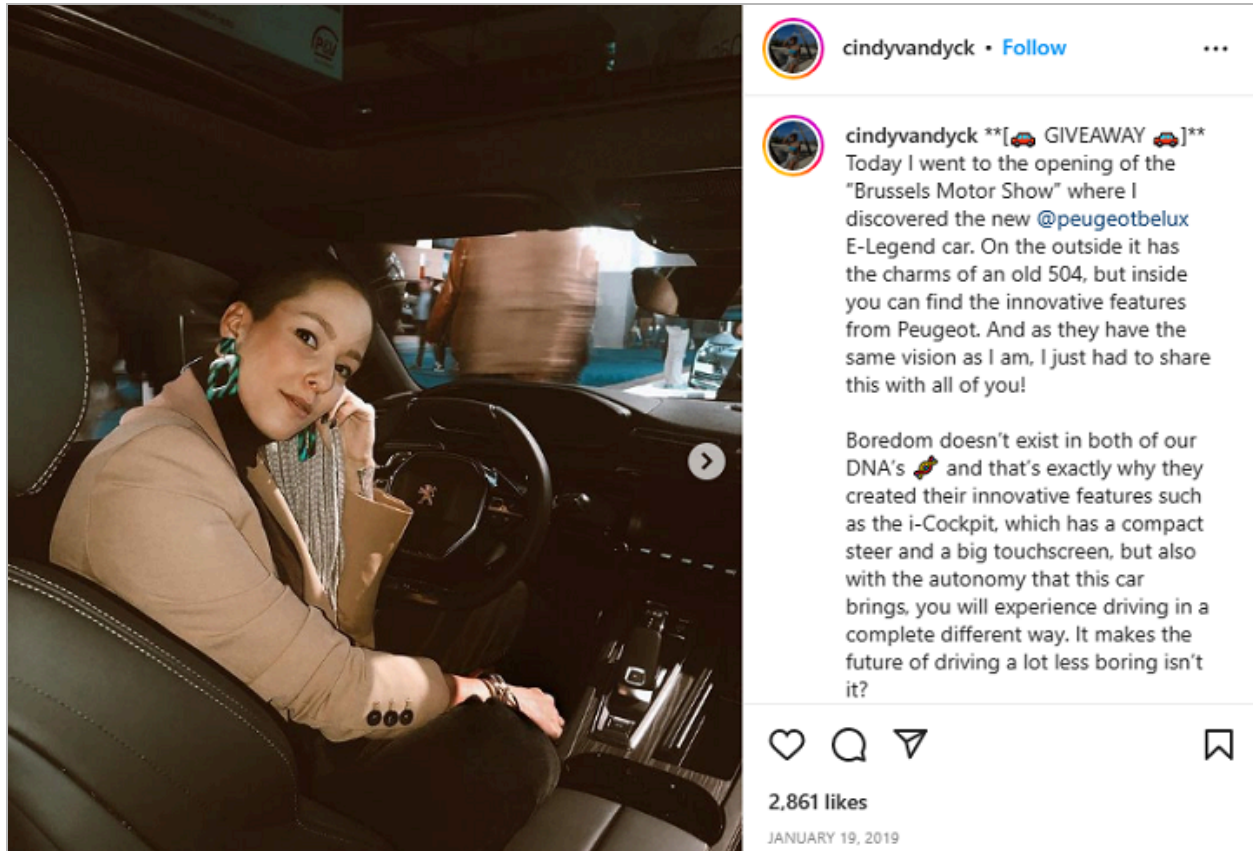 cindyvandyck • Follow
cindyvandyck **[🚗 GIVEAWAY 🚗]**
Today I went to the opening of the
"Brussels Motor Show" where I
discovered the new @peugeotbelux
E-Legend car. On the outside it has
the charms of an old 504, but inside
you can find the innovative features
from Peugeot. And as they have the
same vision as I am, I just had to share
this with all of you!
Boredom doesn't exist in both of our
DNA's 🧬 and that's exactly why they
created their innovative features such
as the i-Cockpit, which has a compact
steer and a big touchscreen, but also
with the autonomy that this car
brings, you will experience driving in a
complete different way. It makes the
future of driving a lot less boring isn't
it?
2,861 likes
JANUARY 19, 2019